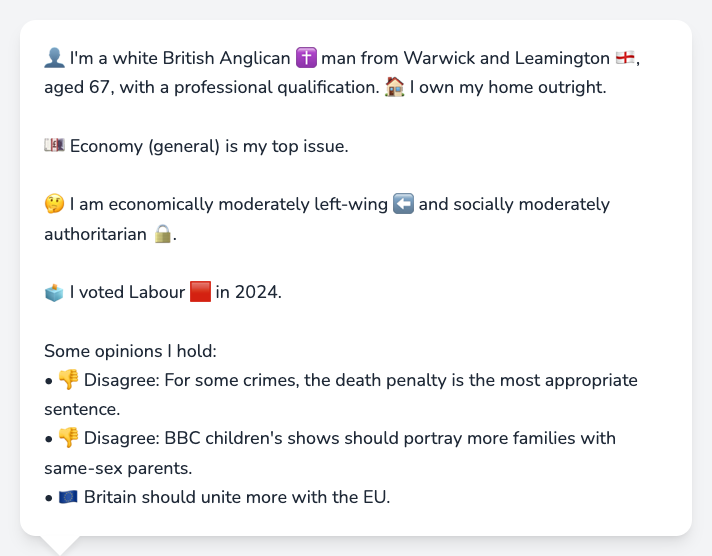 👤 I'm a white British Anglican ✝️ man from Warwick and Leamington 🏴󠁧󠁢󠁥󠁮󠁧󠁿,
aged 67, with a professional qualification. 🏠 I own my home outright.
💷 Economy (general) is my top issue.
🤔 I am economically moderately left-wing ⬅️ and socially moderately
authoritarian 🔒.
🗳️ I voted Labour 🟥 in 2024.
Some opinions I hold:
• 👎 Disagree: For some crimes, the death penalty is the most appropriate
sentence.
• 👎 Disagree: BBC children's shows should portray more families with
same-sex parents.
• 🇪🇺 Britain should unite more with the EU.